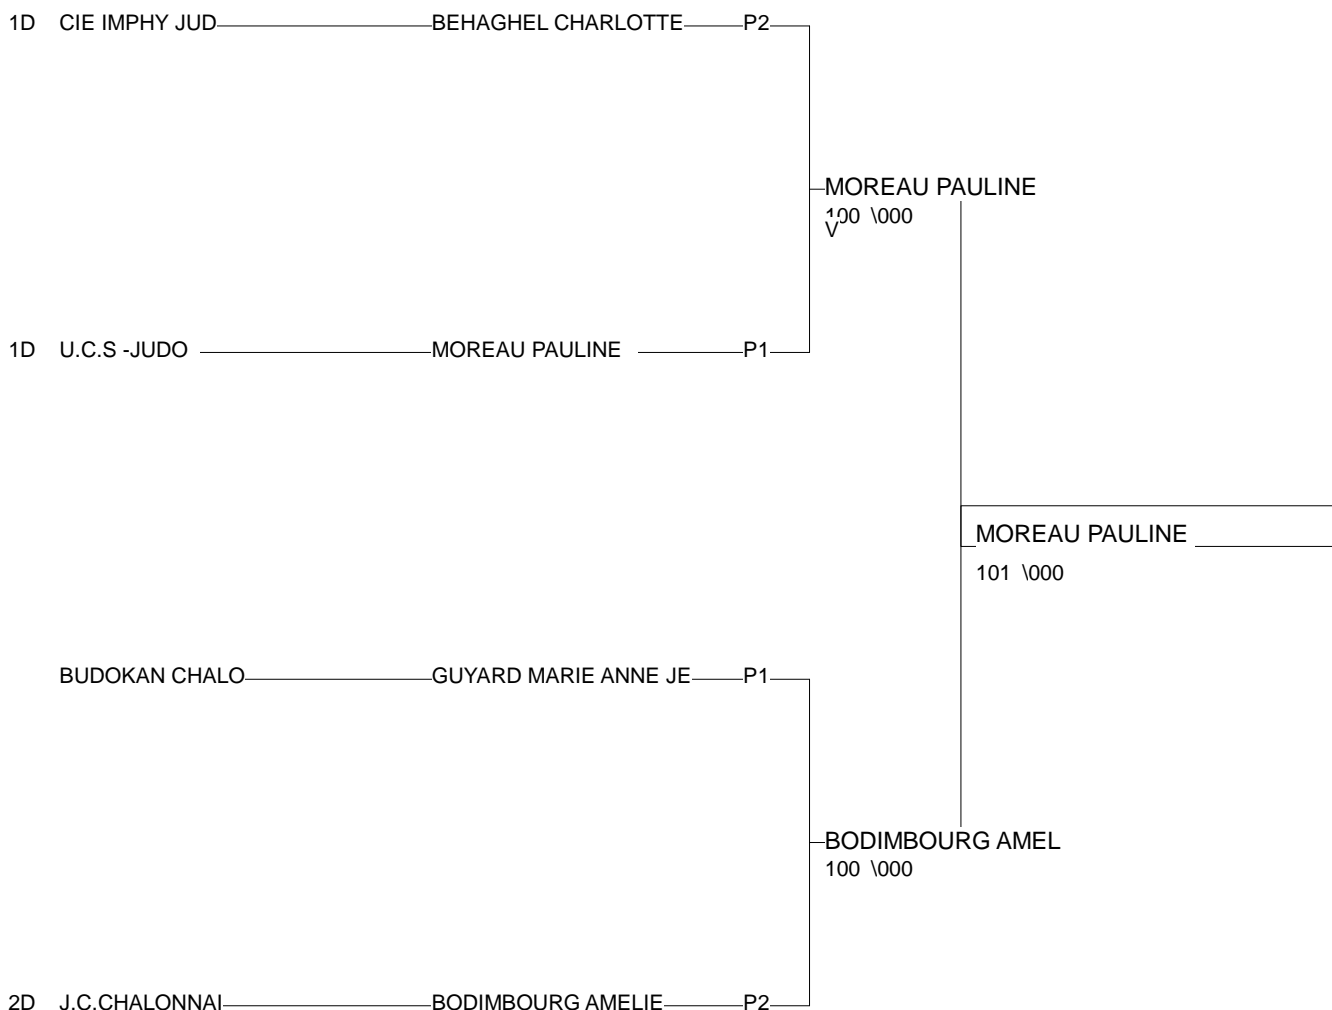 1D CIE IMPHY JUD BEHAGHEL CHARLOTTE P2
MOREAU PAULINE
100 \000
V
1D U.C.S -JUDO MOREAU PAULINE P1
MOREAU PAULINE
101 \000
BUDOKAN CHALO GUYARD MARIE ANNE JE P1
BODIMBOURG AMEL
100 \000
2D J.C.CHALONNAI BODIMBOURG AMELIE P2